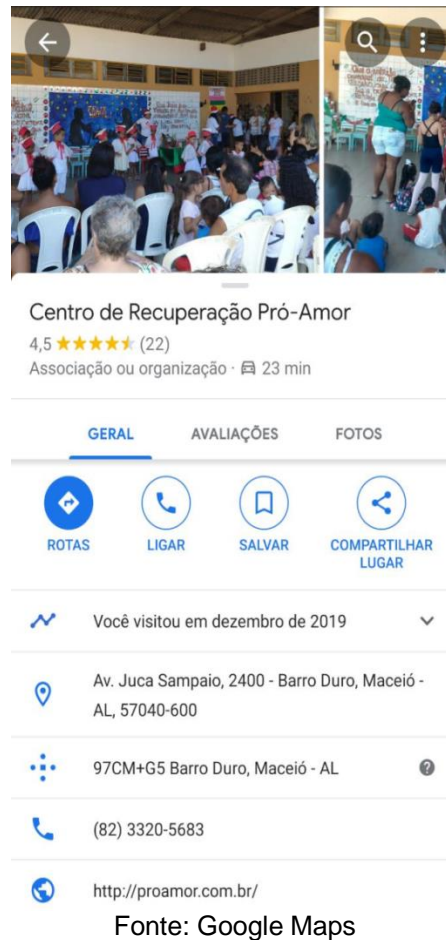 Centro de Recuperação Pró-Amor
4,5 (22)
Associação ou organização · 23 min
GERAL AVALIAÇÕES FOTOS
ROTAS LIGAR SALVAR COMPARTILHAR
LUGAR
Você visitou em dezembro de 2019
Av. Juca Sampaio, 2400 - Barro Duro, Maceió -
AL, 57040-600
97CM+G5 Barro Duro, Maceió - AL
(82) 3320-5683
http://proamor.com.br/
Fonte: Google Maps